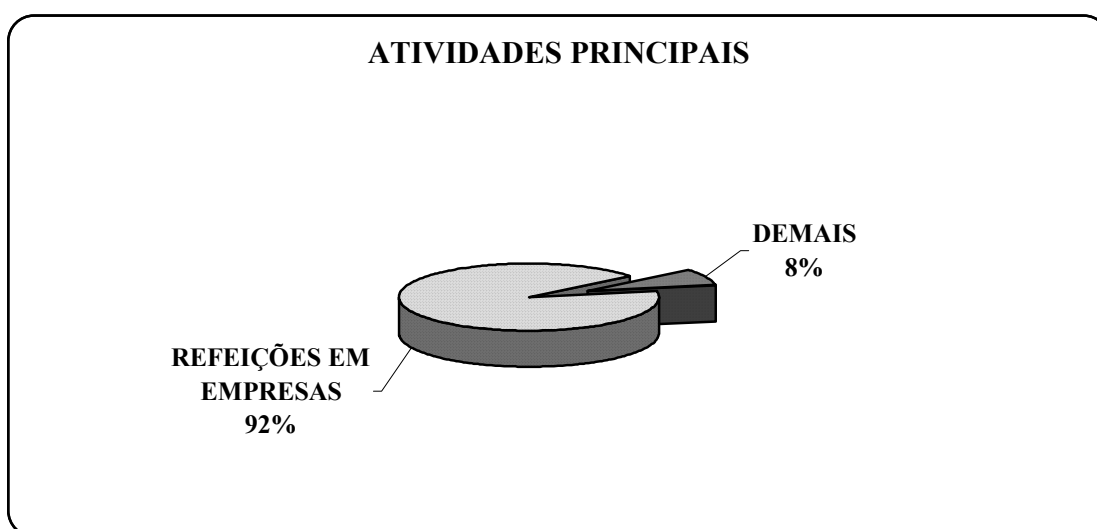 ATIVIDADES PRINCIPAIS
DEMAIS
8%
REFEIÇÕES EM
EMPRESAS
92%